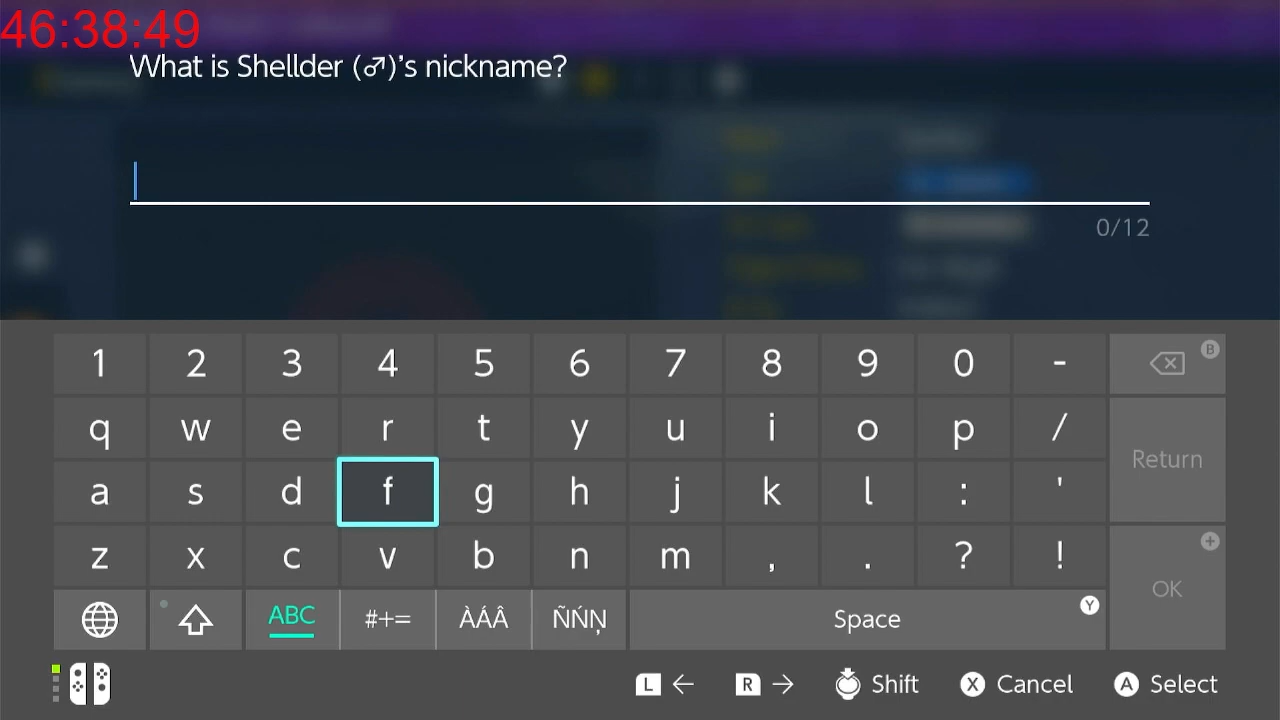 46:38:49
What is Shellder (♂)'s nickname?
0/12
1 2 3 4 5 6 7 8 9 0 -
B
q w e r t y u i o p /
Return
a s d f g h j k l : '
z x c v b n m , . ? !
OK
ABC #+= ÀÁÂ ÑŃŅ Space Y
L ← R → Shift X Cancel A Select